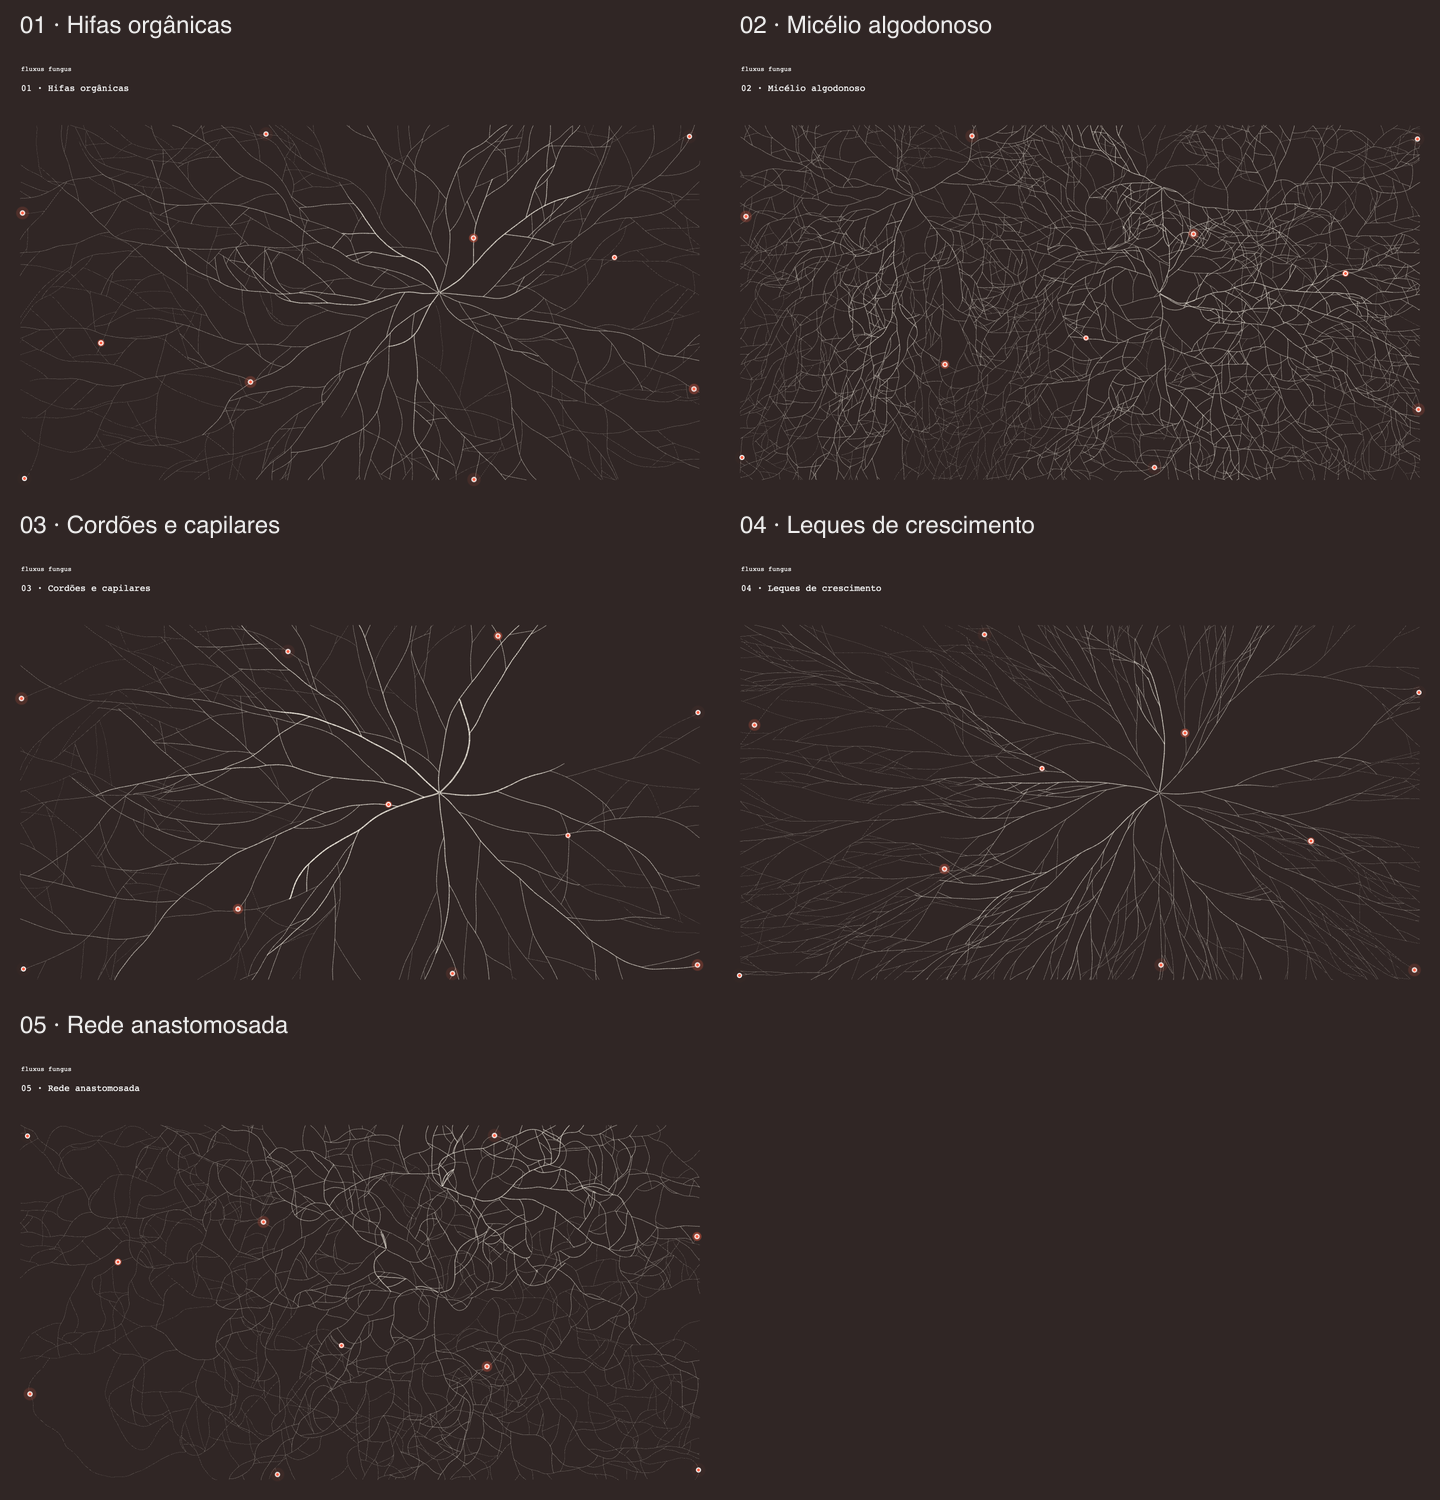 01 · Hifas orgânicas
fluxus fungus
01 · Hifas orgânicas
02 · Micélio algodonoso
fluxus fungus
02 · Micélio algodonoso
03 · Cordões e capilares
fluxus fungus
03 · Cordões e capilares
04 · Leques de crescimento
fluxus fungus
04 · Leques de crescimento
05 · Rede anastomosada
fluxus fungus
05 · Rede anastomosada